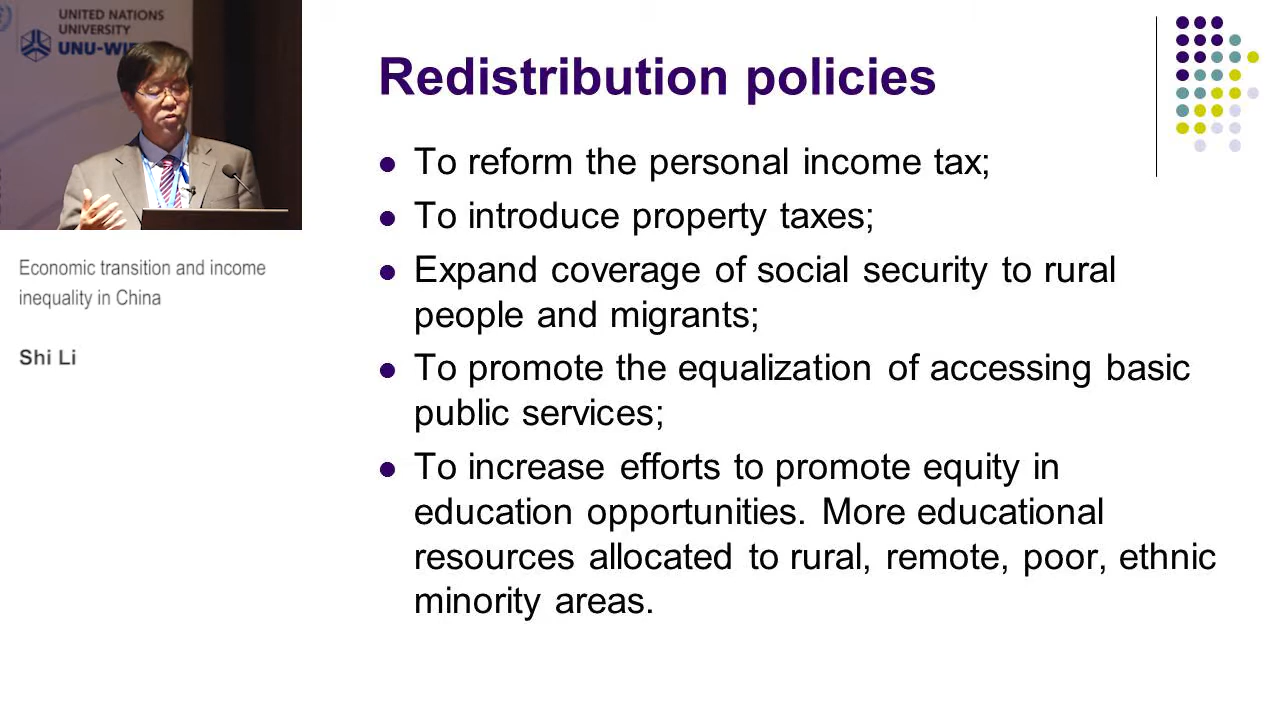 UNITED NATIONS
UNIVERSITY
UNU-WI
Economic transition and income
inequality in China
Shi Li
Redistribution policies
To reform the personal income tax;
To introduce property taxes;
Expand coverage of social security to rural
people and migrants;
To promote the equalization of accessing basic
public services;
To increase efforts to promote equity in
education opportunities. More educational
resources allocated to rural, remote, poor, ethnic
minority areas.